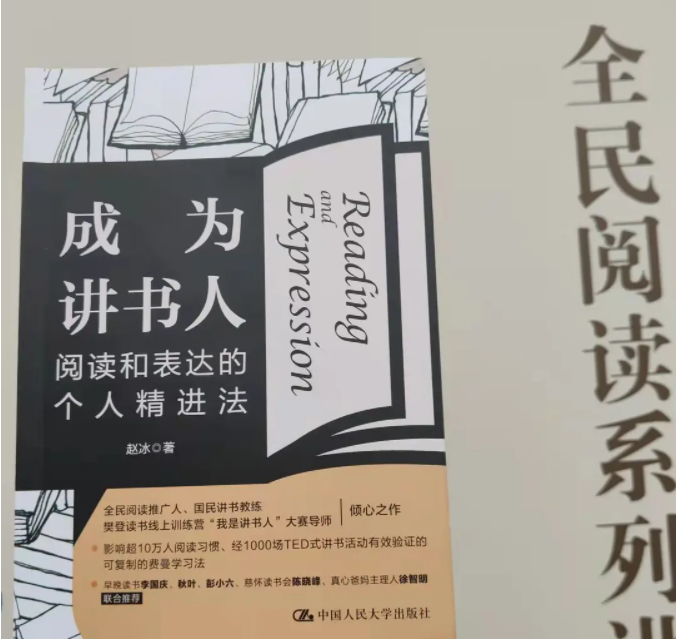 成为
讲书人
阅读和表达的
个人精进法
赵冰◎著
Reading
and
Expression
全民阅读推广人、国民讲书教练
樊登读书线上训练营“我是讲书人”大赛导师
倾心之作
影响超10万人阅读习惯、经1000场TED式讲书活动有效验证的
可复制的费曼学习法
早晚读书李国庆、秋叶、彭小六、慈怀读书会陈晓峰、真心爸妈主理人徐智明
联合推荐
中国人民大学出版社
全民阅读系列讲